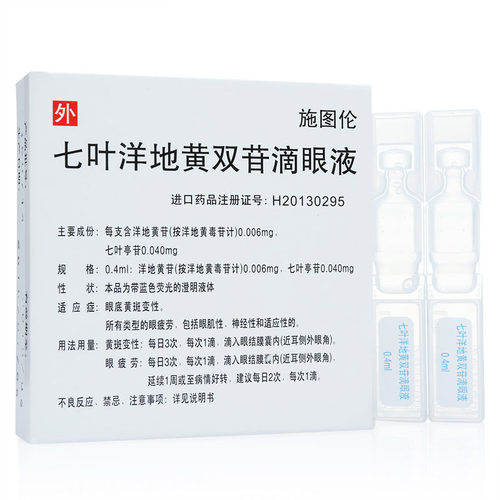 外
施图伦
七叶洋地黄双苷滴眼液
进口药品注册证号：H20130295
主要成份：每支含洋地黄苷(按洋地黄毒苷计)0.006mg，
七叶亭苷0.040mg
规 格：0.4ml：洋地黄苷(按洋地黄毒苷计)0.006mg，七叶亭苷0.040mg
性 状：本品为带蓝色荧光的澄明液体
适 应 症：眼底黄斑变性。
所有类型的眼疲劳，包括眼肌性、神经性和适应性的。
用法用量：黄斑变性：每日3次，每次1滴，滴入眼结膜囊内(近耳侧外眼角)。
眼 疲 劳：每日3次，每次1滴，滴入眼结膜囊内(近耳侧外眼角)，
延续1周或至病情好转，建议每日2次，每次1滴。
不良反应、禁忌、注意事项：详见说明书
七叶洋地黄双苷滴眼液
0.4ml
七叶洋地黄双苷滴眼液
0.4ml